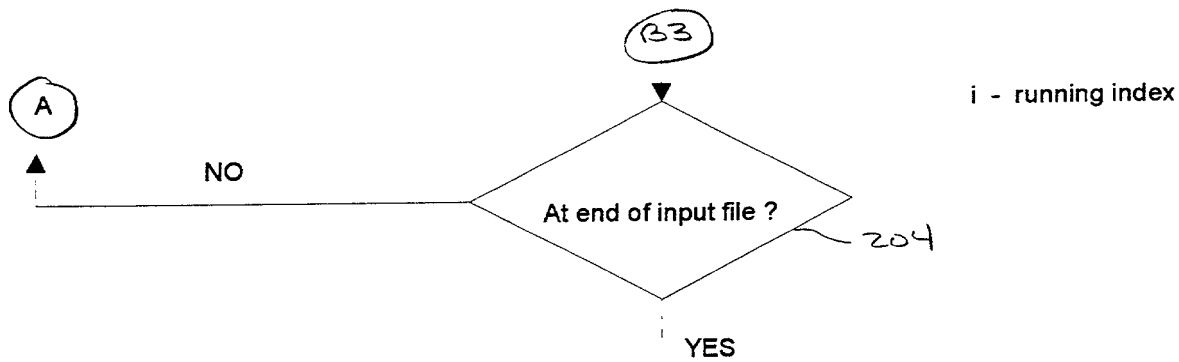 B3
A
i - running index
NO
At end of input file ?
204
YES